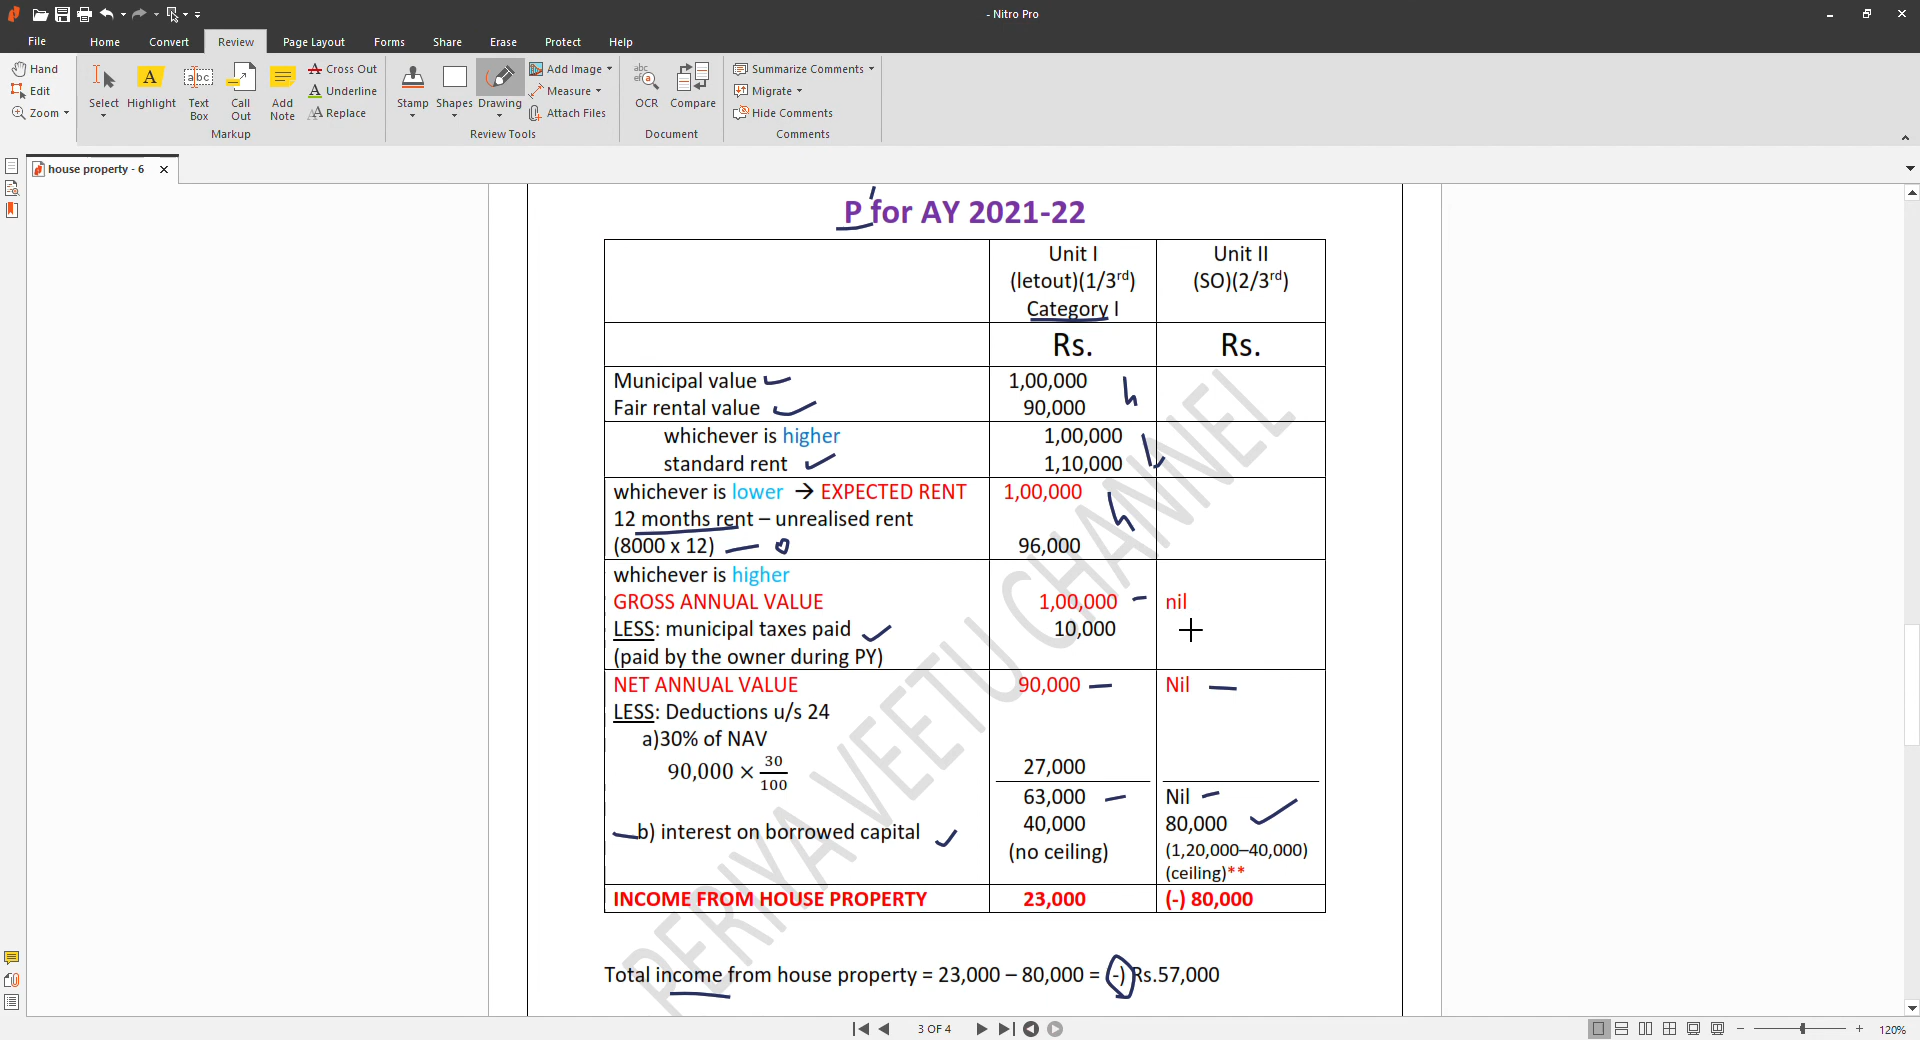 - Nitro Pro
File Home Convert Review Page Layout Forms Share Erase Protect Help
Hand
Edit
Zoom
Select
Highlight
Text Box
Call Out
Add Note
Cross Out
Underline
Replace
Markup
Stamp
Shapes
Drawing
Add Image
Measure
Attach Files
Review Tools
OCR
Compare
Document
Summarize Comments
Migrate
Hide Comments
Comments
house property - 6
P for AY 2021-22
Unit I
(letout)(1/3rd)
Category I
Unit II
(SO)(2/3rd)
Rs. Rs.
Municipal value 1,00,000
Fair rental value 90,000
whichever is higher 1,00,000
standard rent 1,10,000
whichever is lower → EXPECTED RENT 1,00,000
12 months rent – unrealised rent
(8000 x 12) 96,000
whichever is higher
GROSS ANNUAL VALUE 1,00,000 nil
LESS: municipal taxes paid 10,000
(paid by the owner during PY)
NET ANNUAL VALUE 90,000 Nil
LESS: Deductions u/s 24
a)30% of NAV
90,000 × 30/100 27,000
63,000 Nil
b) interest on borrowed capital 40,000 80,000
(no ceiling) (1,20,000–40,000)
(ceiling)**
INCOME FROM HOUSE PROPERTY 23,000 (-) 80,000
Total income from house property = 23,000 – 80,000 = (-) Rs.57,000
PERIYA VEETU CHANNEL
3 OF 4
120%